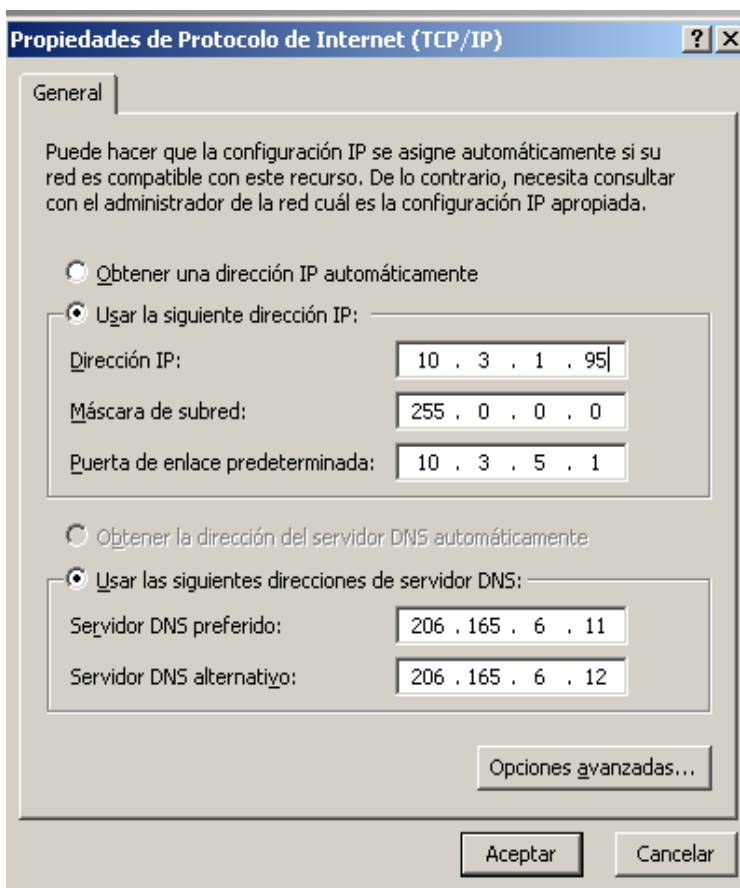 Propiedades de Protocolo de Internet (TCP/IP)
General
Puede hacer que la configuración IP se asigne automáticamente si su
red es compatible con este recurso. De lo contrario, necesita consultar
con el administrador de la red cuál es la configuración IP apropiada.
Obtener una dirección IP automáticamente
Usar la siguiente dirección IP:
Dirección IP: 10 . 3 . 1 . 95
Máscara de subred: 255 . 0 . 0 . 0
Puerta de enlace predeterminada: 10 . 3 . 5 . 1
Obtener la dirección del servidor DNS automáticamente
Usar las siguientes direcciones de servidor DNS:
Servidor DNS preferido: 206 . 165 . 6 . 11
Servidor DNS alternativo: 206 . 165 . 6 . 12
Opciones avanzadas...
Aceptar Cancelar